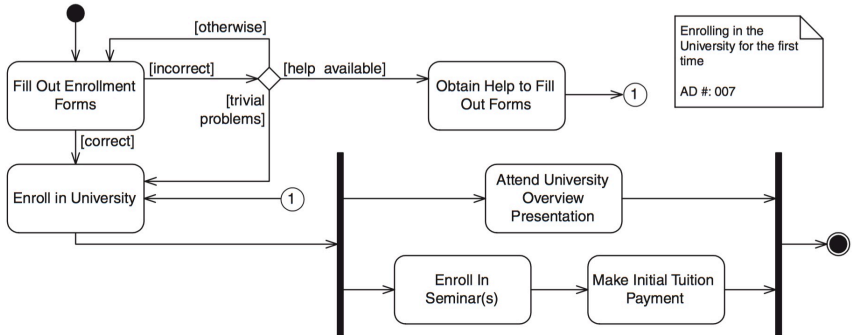 [otherwise]
Fill Out Enrollment
Forms
[incorrect]
[help available]
[trivial
problems]
Obtain Help to Fill
Out Forms
1
Enrolling in the
University for the first
time
AD #: 007
[correct]
Enroll in University
1
Attend University
Overview
Presentation
Enroll In
Seminar(s)
Make Initial Tuition
Payment